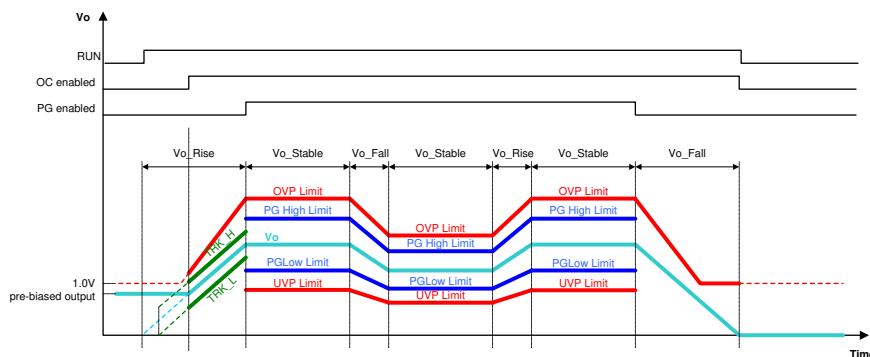 Vo
RUN
OC enabled
PG enabled
Vo_Rise Vo_Stable Vo_Fall Vo_Stable Vo_Rise Vo_Stable Vo_Fall
OVP Limit OVP Limit
PG High Limit PG High Limit
OVP Limit
TRK_H Vo PG High Limit
PGLow Limit PGLow Limit
1.0V TRK_L UVP Limit PGLow Limit UVP Limit
pre-biased output UVP Limit
Time